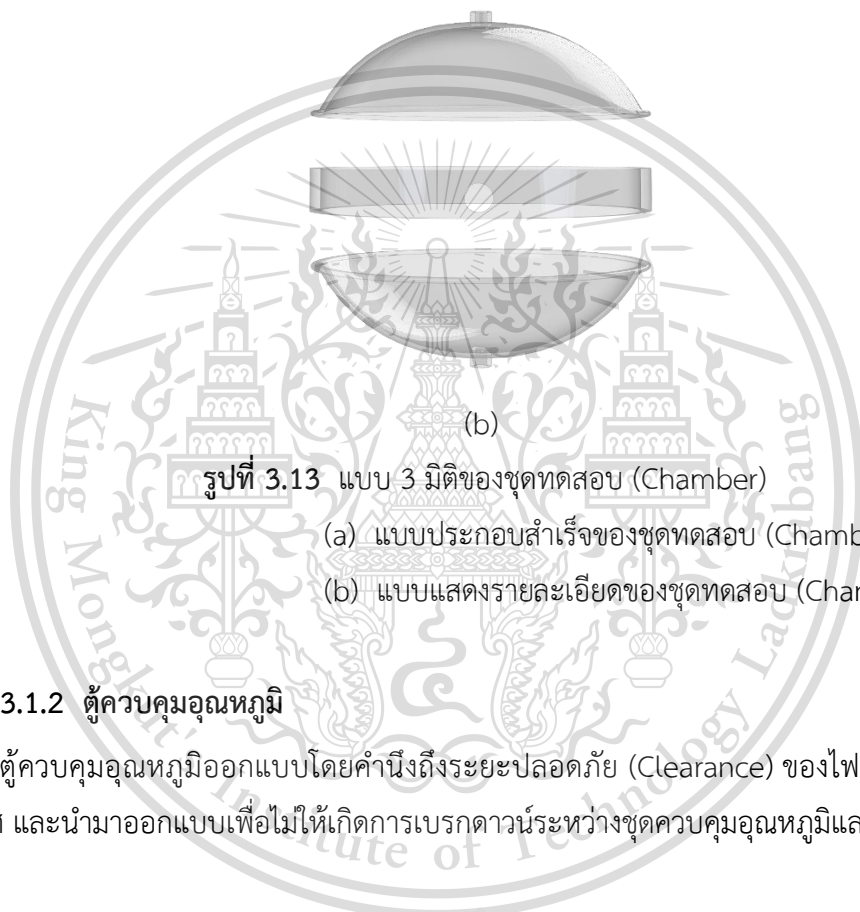 (b)
รูปที่ 3.13 แบบ 3 มิติของชุดทดสอบ (Chamber)
(a) แบบประกอบสำเร็จของชุดทดสอบ (Chamb
(b) แบบแสดงรายละเอียดของชุดทดสอบ (Char
3.1.2 ตู้ควบคุมอุณหภูมิ
ตู้ควบคุมอุณหภูมิออกแบบโดยคำนึงถึงระยะปลอดภัย (Clearance) ของไฟ
และนำมาออกแบบเพื่อไม่ให้เกิดการเบรกดาวน์ระหว่างชุดควบคุมอุณหภูมิแล
King Mongkut's Institute of Technology Ladkrabang